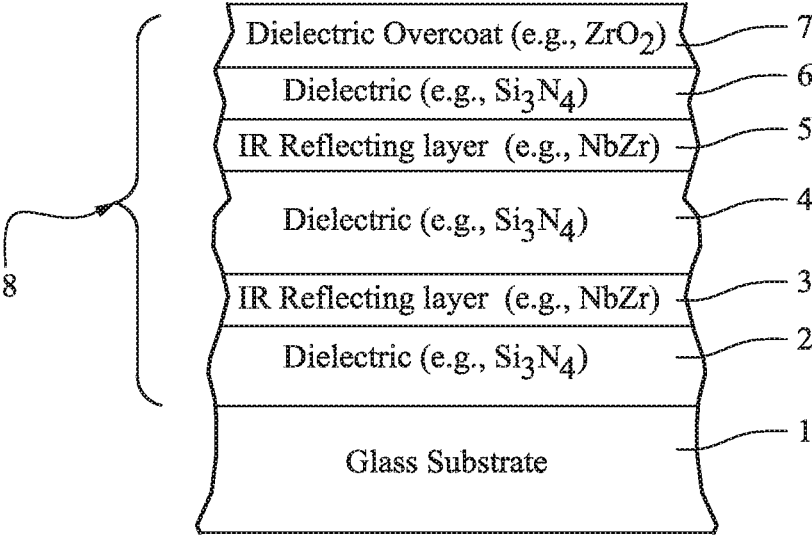 Dielectric Overcoat (e.g., ZrO₂) 7
Dielectric (e.g., Si₃N₄) 6
IR Reflecting layer (e.g., NbZr) 5
Dielectric (e.g., Si₃N₄) 4
8
IR Reflecting layer (e.g., NbZr) 3
Dielectric (e.g., Si₃N₄) 2
Glass Substrate 1